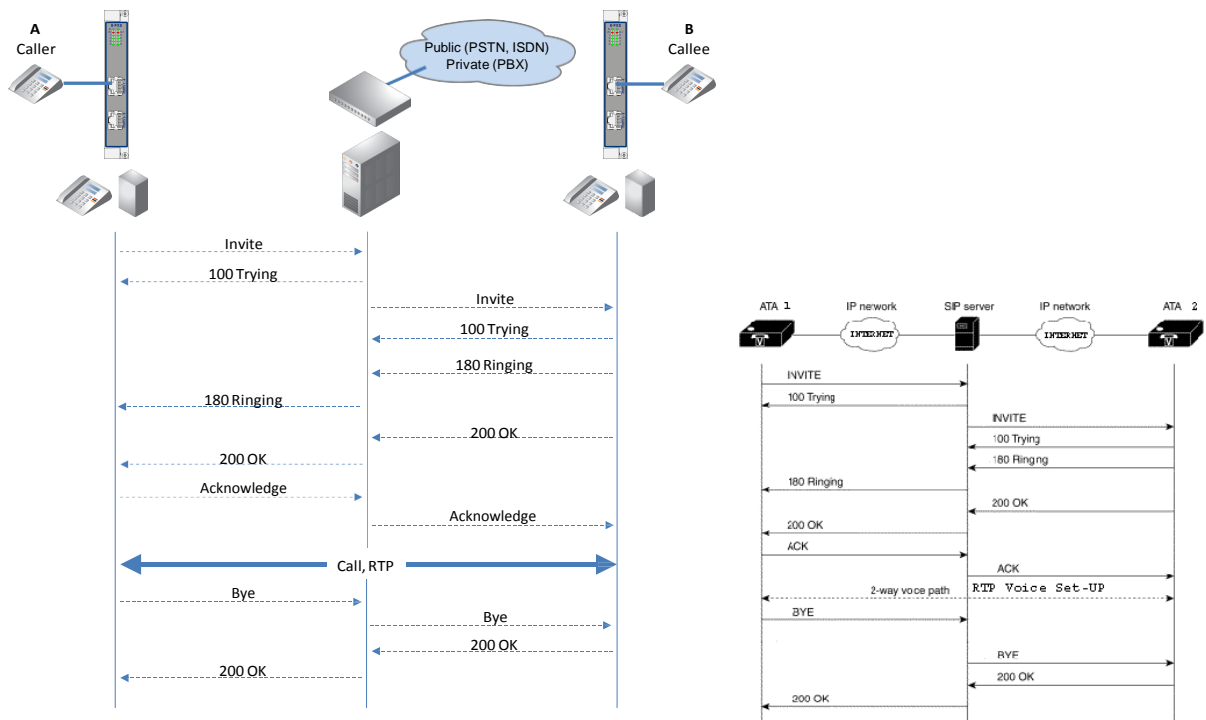 A
Caller
Public (PSTN, ISDN)
Private (PBX)
B
Callee
Invite
100 Trying
Invite
100 Trying
180 Ringing
180 Ringing
200 OK
200 OK
Acknowledge
Acknowledge
Call, RTP
Bye
Bye
200 OK
200 OK
ATA 1
IP network
SIP server
IP network
ATA 2
INTERNET
INTERNET
V
V
INVITE
100 Trying
INVITE
100 Trying
180 Ringng
180 Ringing
200 OK
200 OK
ACK
ACK
2-way voce path
RTP Voice Set-UP
BYE
BYE
200 OK
200 OK